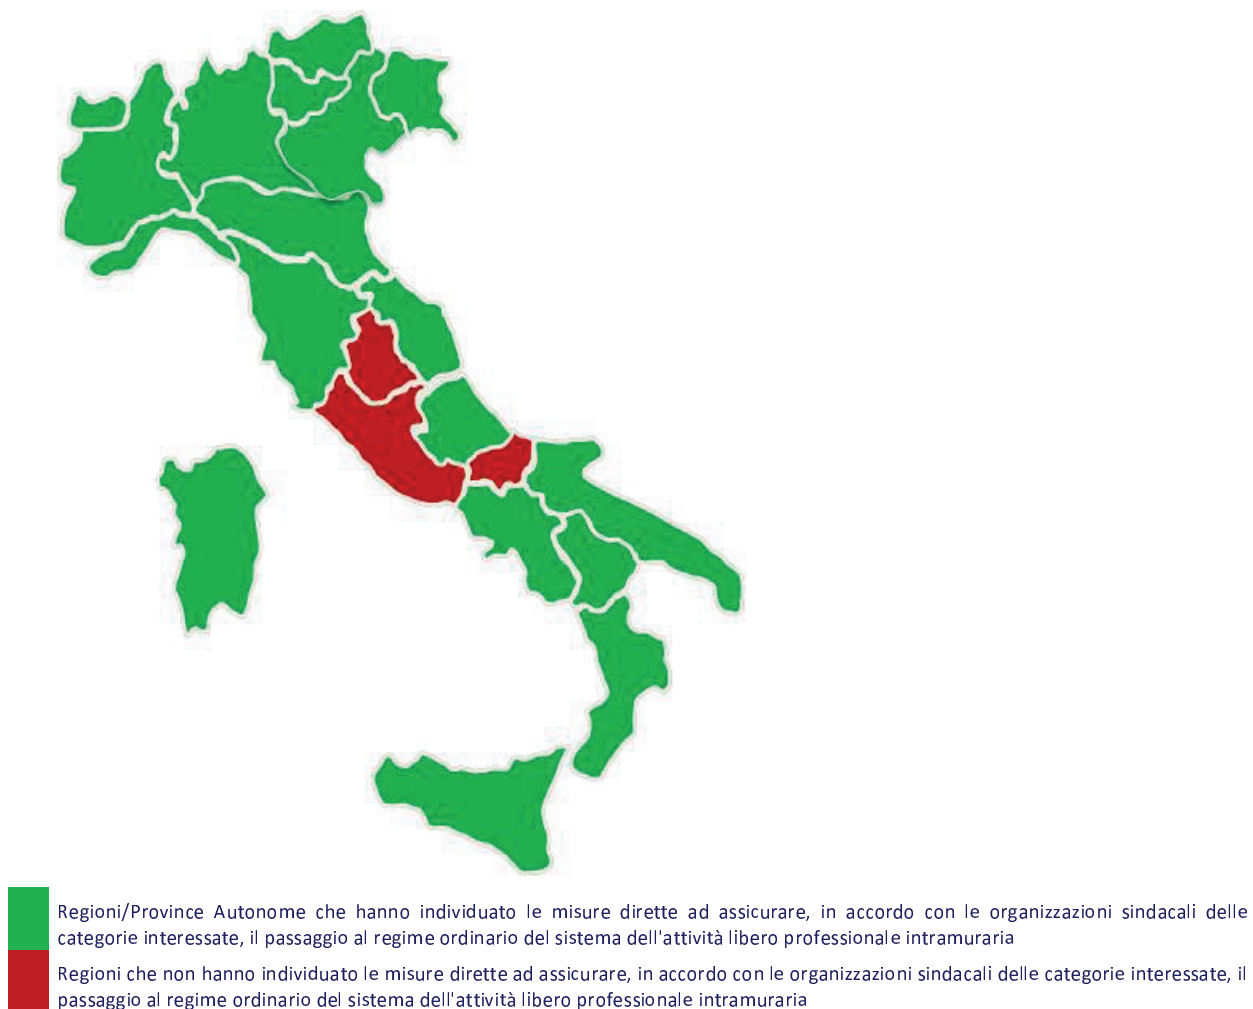 Regioni/Province Autonome che hanno individuato le misure dirette ad assicurare, in accordo con le organizzazioni sindacali delle
categorie interessate, il passaggio al regime ordinario del sistema dell'attività libero professionale intramuraria
Regioni che non hanno individuato le misure dirette ad assicurare, in accordo con le organizzazioni sindacali delle categorie interessate, il
passaggio al regime ordinario del sistema dell'attività libero professionale intramuraria